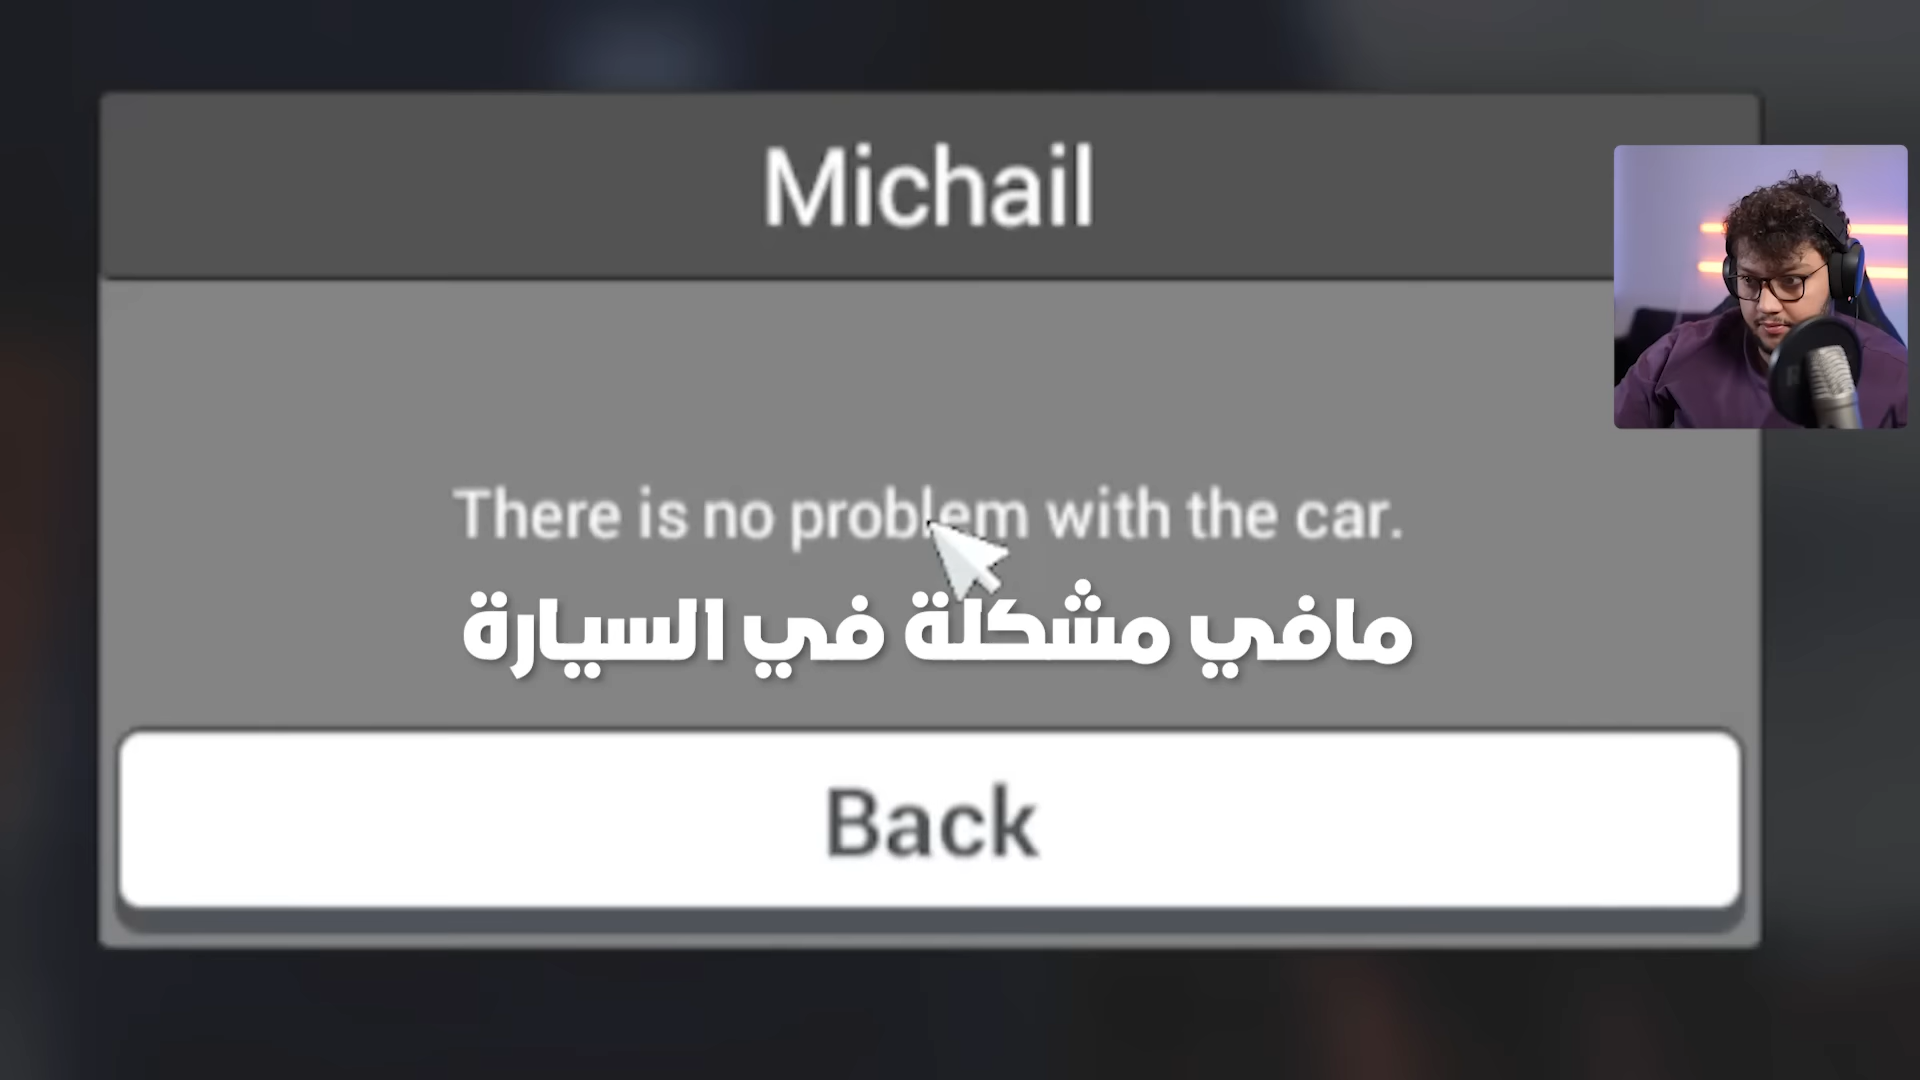 Michail
There is no problem with the car.
مافي مشكلة في السيارة
Back